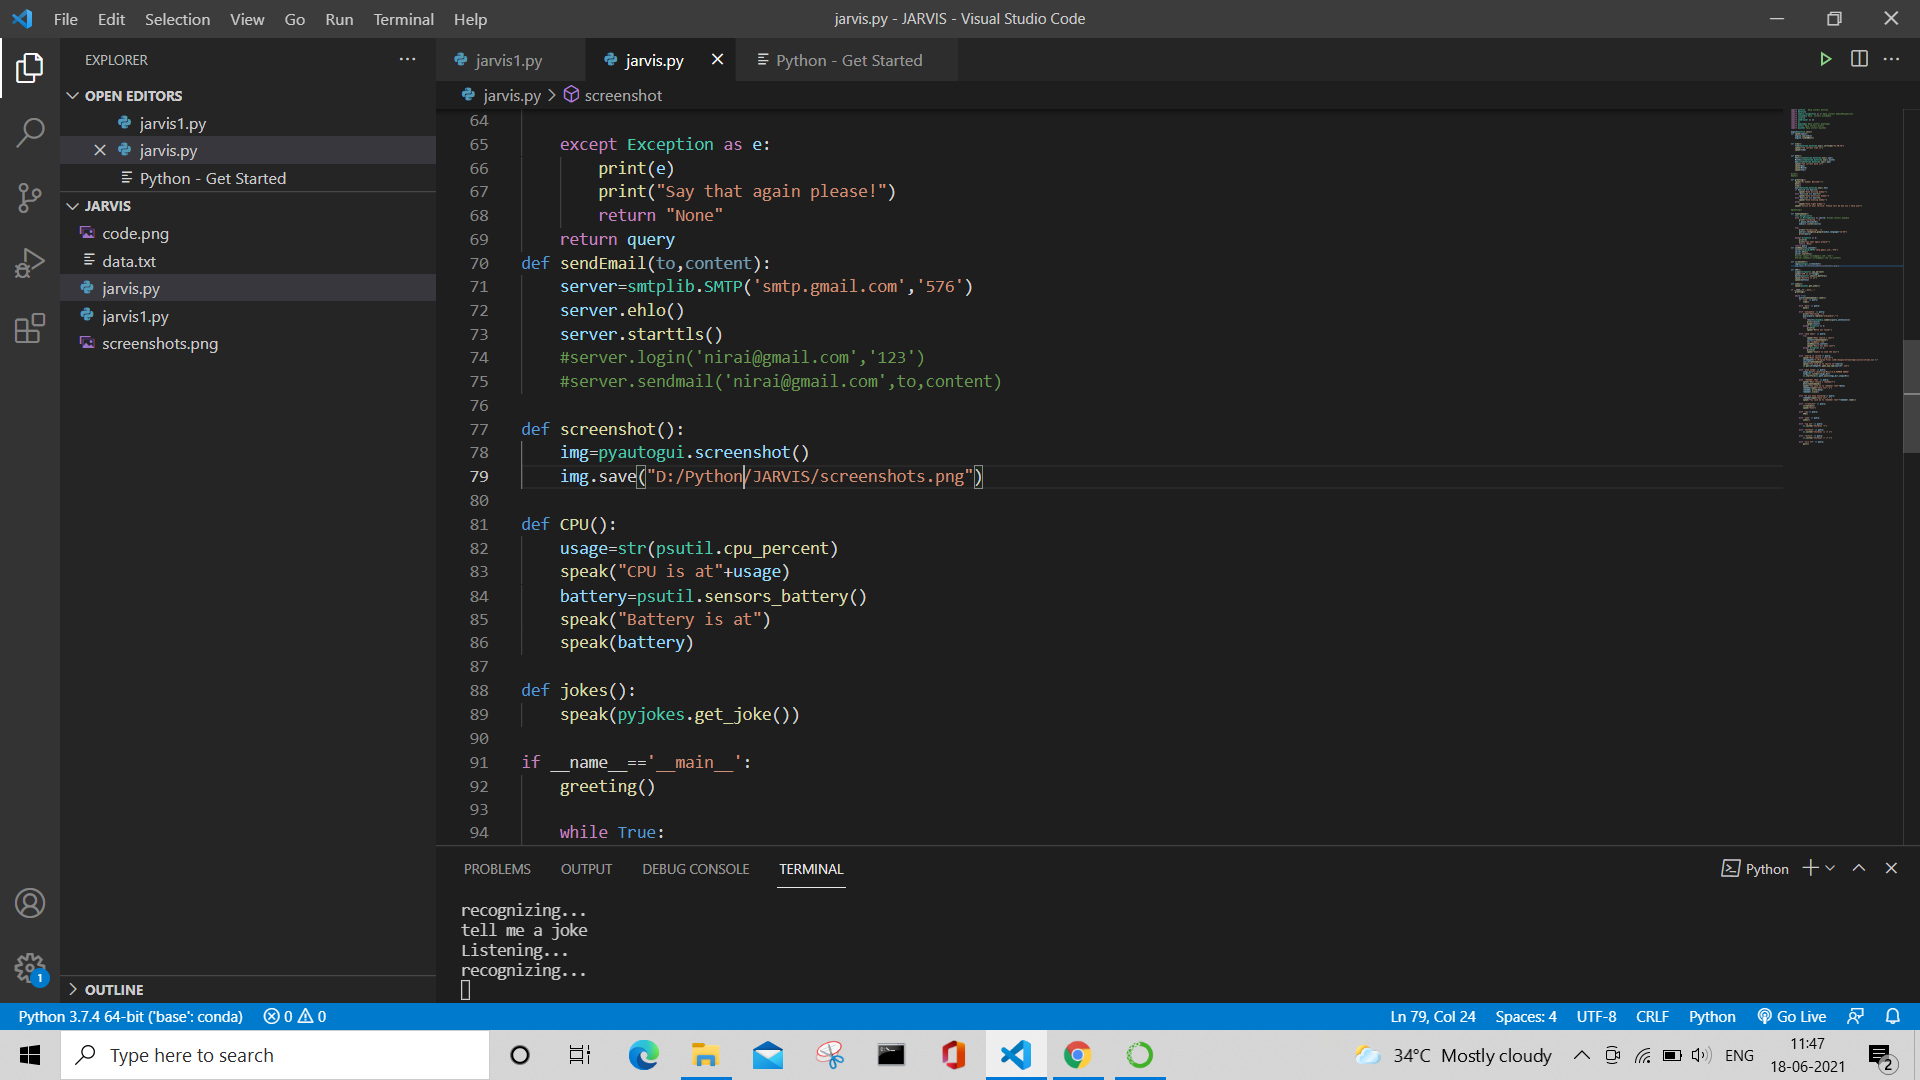 File Edit Selection View Go Run Terminal Help
jarvis.py - JARVIS - Visual Studio Code
EXPLORER
OPEN EDITORS
jarvis1.py
jarvis.py
Python - Get Started
JARVIS
code.png
data.txt
jarvis.py
jarvis1.py
screenshots.png
OUTLINE
jarvis1.py
jarvis.py
Python - Get Started
jarvis.py > screenshot
64
65 except Exception as e:
66 print(e)
67 print("Say that again please!")
68 return "None"
69 return query
70 def sendEmail(to,content):
71 server=smtplib.SMTP('smtp.gmail.com','576')
72 server.ehlo()
73 server.starttls()
74 #server.login('nirai@gmail.com','123')
75 #server.sendmail('nirai@gmail.com',to,content)
76
77 def screenshot():
78 img=pyautogui.screenshot()
79 img.save("D:/Python/JARVIS/screenshots.png")
80
81 def CPU():
82 usage=str(psutil.cpu_percent)
83 speak("CPU is at"+usage)
84 battery=psutil.sensors_battery()
85 speak("Battery is at")
86 speak(battery)
87
88 def jokes():
89 speak(pyjokes.get_joke())
90
91 if __name__=='__main__':
92 greeting()
93
94 while True:
PROBLEMS OUTPUT DEBUG CONSOLE TERMINAL
Python
recognizing...
tell me a joke
Listening...
recognizing...
1
Python 3.7.4 64-bit ('base': conda) 0 0
Ln 79, Col 24 Spaces: 4 UTF-8 CRLF Python Go Live
Type here to search
34°C Mostly cloudy
ENG
11:47
18-06-2021
2